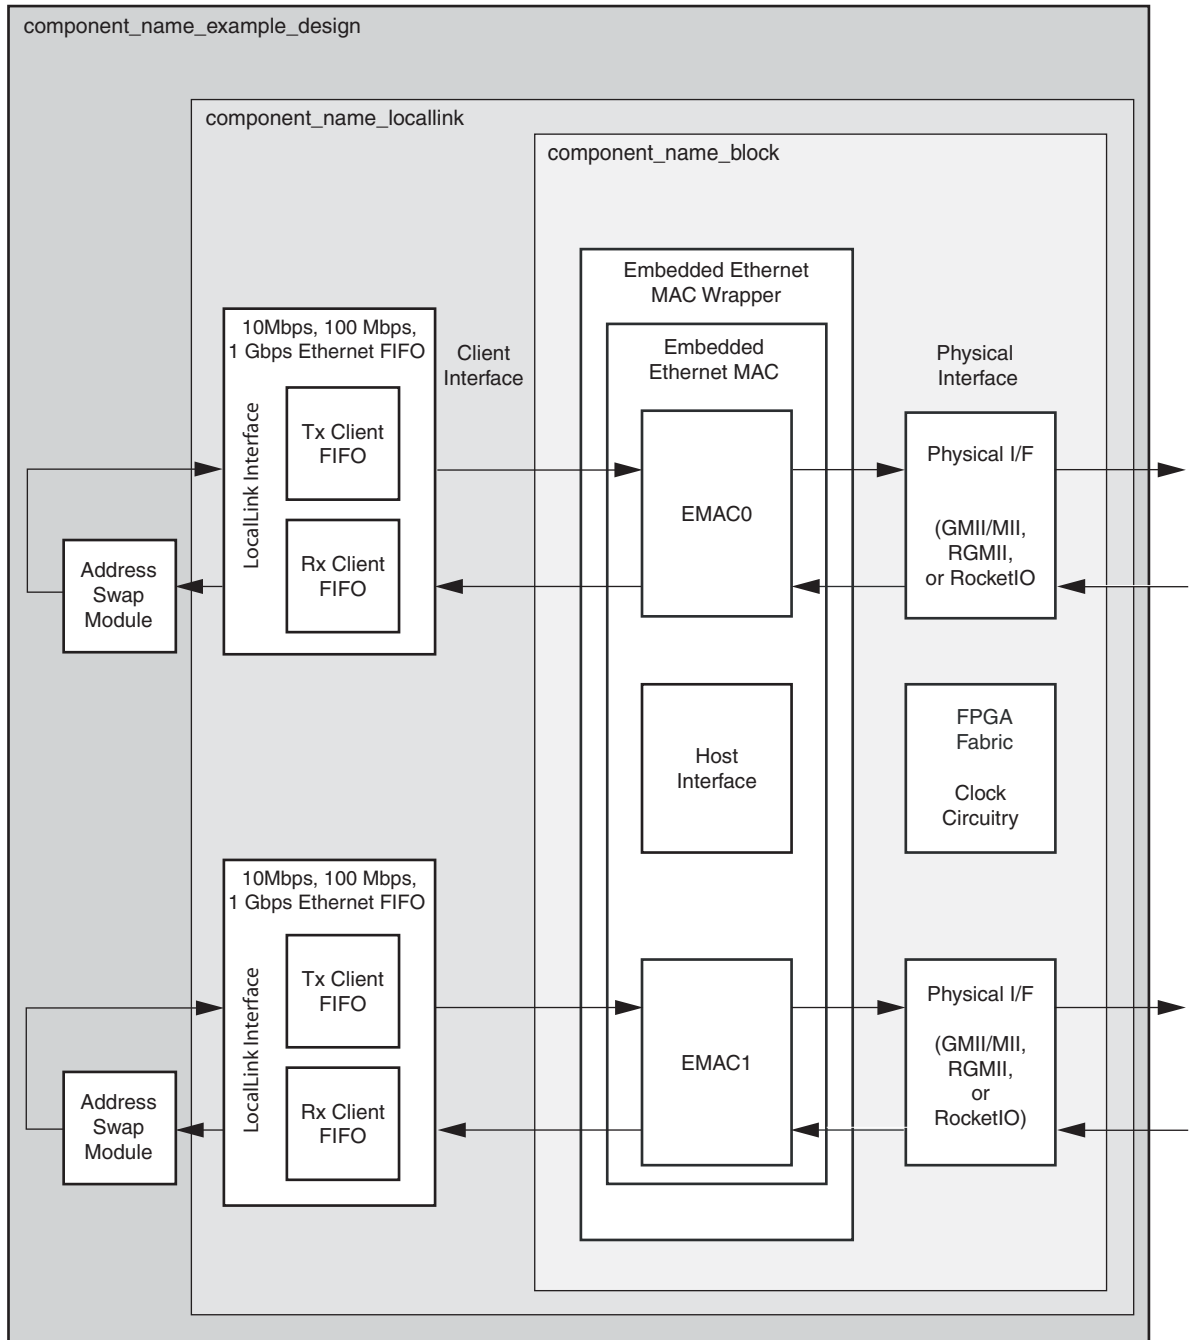 component_name_example_design
component_name_locallink
component_name_block
Embedded Ethernet
MAC Wrapper
10Mbps, 100 Mbps,
1 Gbps Ethernet FIFO
Client
Interface
Embedded
Ethernet MAC
Physical
Interface
LocalLink Interface
Tx Client
FIFO
Rx Client
FIFO
EMAC0
Physical I/F
(GMII/MII,
RGMII,
or RocketIO
Address
Swap
Module
Host
Interface
FPGA
Fabric
Clock
Circuitry
10Mbps, 100 Mbps,
1 Gbps Ethernet FIFO
LocalLink Interface
Tx Client
FIFO
Rx Client
FIFO
EMAC1
Physical I/F
(GMII/MII,
RGMII,
or
RocketIO)
Address
Swap
Module